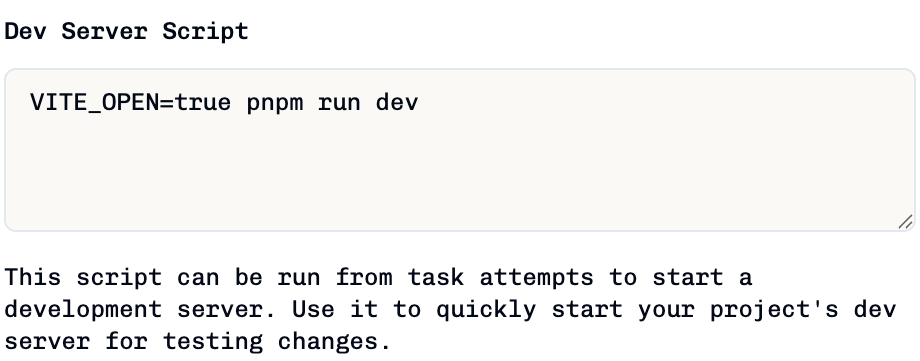 Dev Server Script
VITE_OPEN=true pnpm run dev
This script can be run from task attempts to start a
development server. Use it to quickly start your project's dev
server for testing changes.